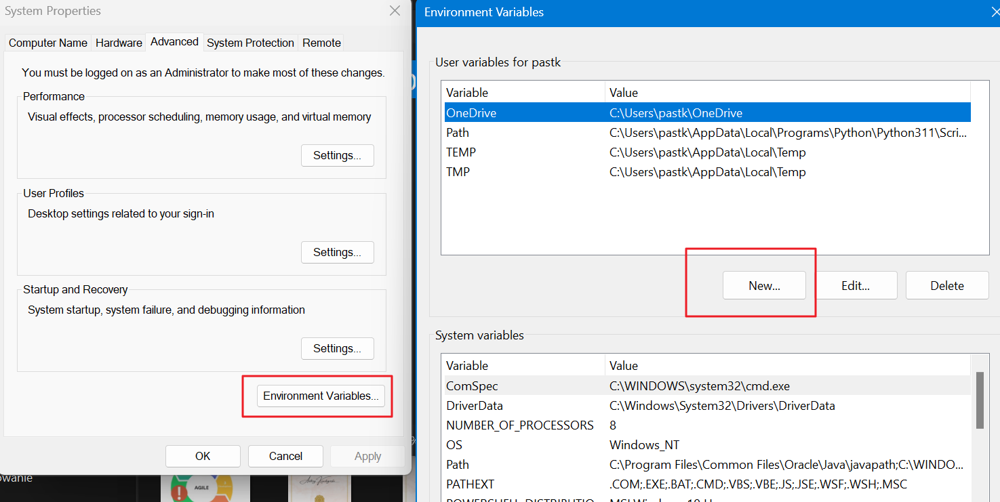 System Properties
Computer Name Hardware Advanced System Protection Remote
You must be logged on as an Administrator to make most of these changes.
Performance
Visual effects, processor scheduling, memory usage, and virtual memory
Settings...
User Profiles
Desktop settings related to your sign-in
Settings...
Startup and Recovery
System startup, system failure, and debugging information
Settings...
Environment Variables...
OK Cancel Apply
owanie
AGILE
Environment Variables
User variables for pastk
Variable Value
OneDrive C:\Users\pastk\OneDrive
Path C:\Users\pastk\AppData\Local\Programs\Python\Python311\Scri...
TEMP C:\Users\pastk\AppData\Local\Temp
TMP C:\Users\pastk\AppData\Local\Temp
New... Edit... Delete
System variables
Variable Value
ComSpec C:\WINDOWS\system32\cmd.exe
DriverData C:\Windows\System32\Drivers\DriverData
NUMBER_OF_PROCESSORS 8
OS Windows_NT
Path C:\Program Files\Common Files\Oracle\Java\javapath;C:\WINDO...
PATHEXT .COM;.EXE;.BAT;.CMD;.VBS;.VBE;.JS;.JSE;.WSF;.WSH;.MSC